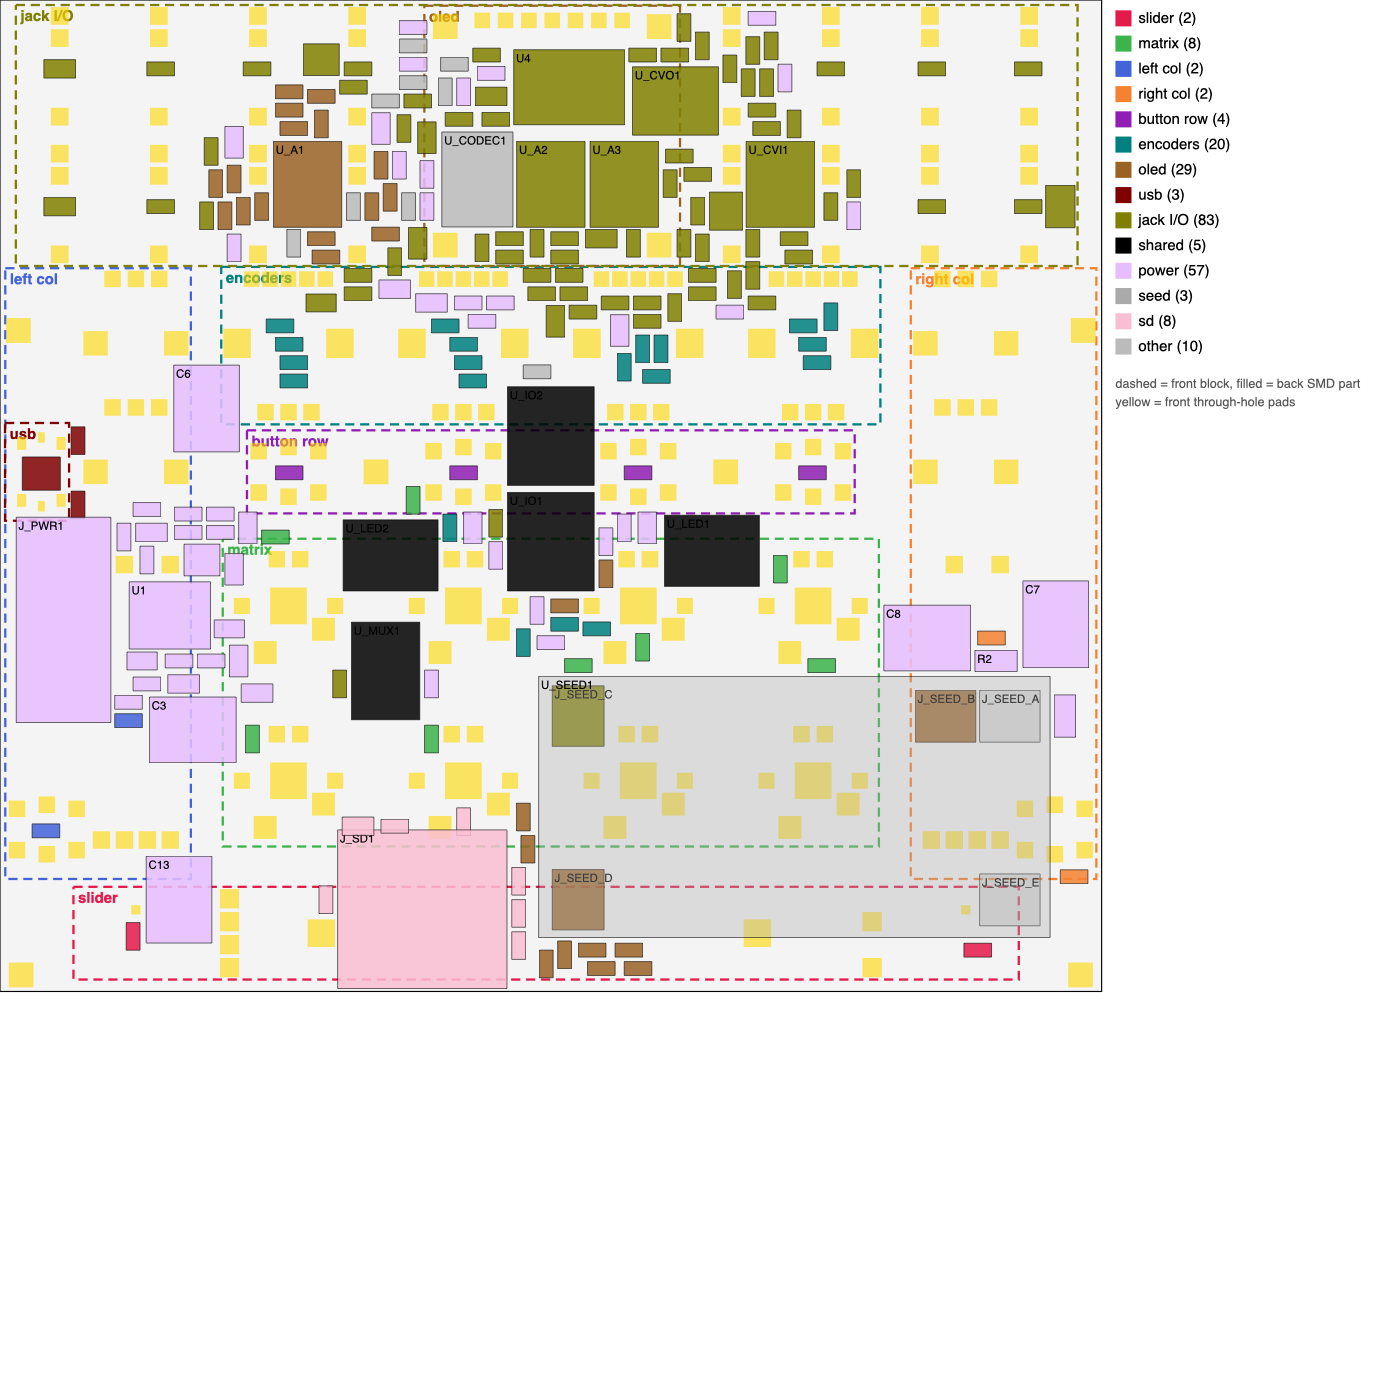 jack I/O
oled
U4
U_CVO1
U_CODEC1
U_A1
U_A2
U_A3
U_CVI1
left col
encoders
right col
C6
U_IO2
usb
button row
J_PWR1
U_IO1
U_LED2
U_LED1
matrix
U1
C7
C8
U_MUX1
R2
U_SEED1
J_SEED_C
J_SEED_B
J_SEED_A
C3
J_SD1
C13
J_SEED_D
J_SEED_E
slider
slider (2)
matrix (8)
left col (2)
right col (2)
button row (4)
encoders (20)
oled (29)
usb (3)
jack I/O (83)
shared (5)
power (57)
seed (3)
sd (8)
other (10)
dashed = front block, filled = back SMD part
yellow = front through-hole pads